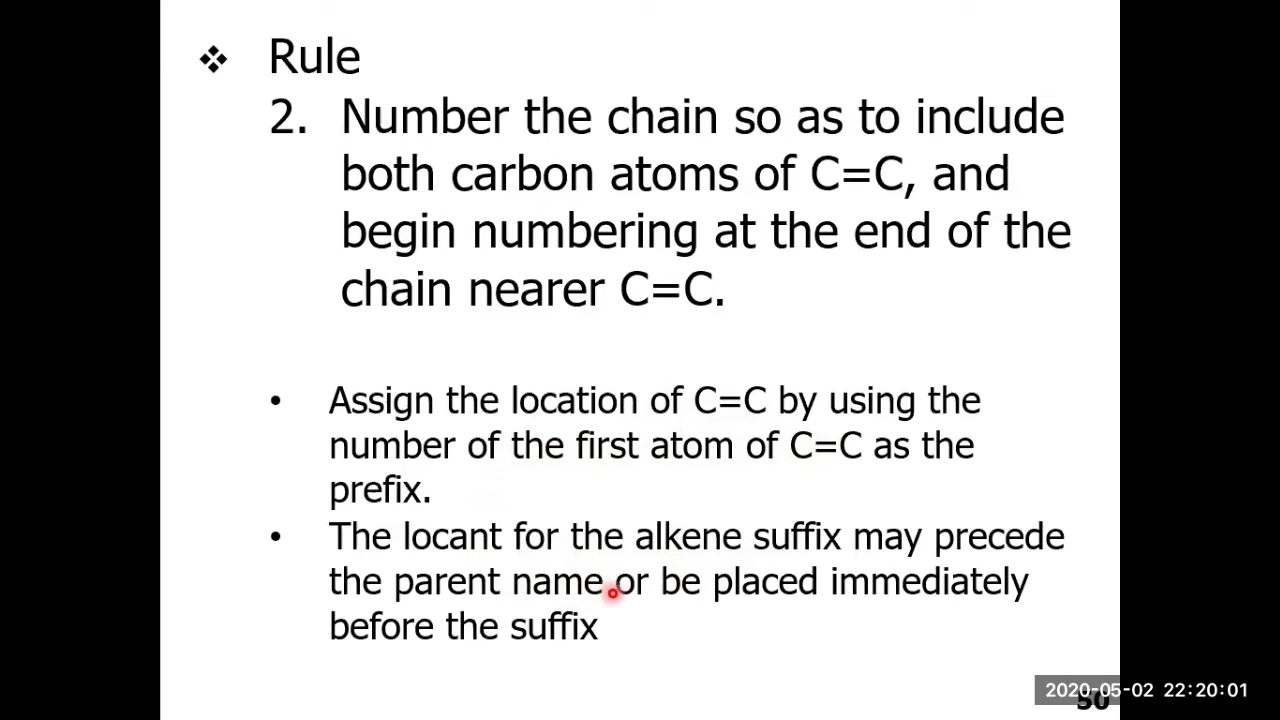 ❖ Rule
2. Number the chain so as to include
both carbon atoms of C=C, and
begin numbering at the end of the
chain nearer C=C.
• Assign the location of C=C by using the
number of the first atom of C=C as the
prefix.
• The locant for the alkene suffix may precede
the parent name or be placed immediately
before the suffix
2020-05-02 22:20:01
50